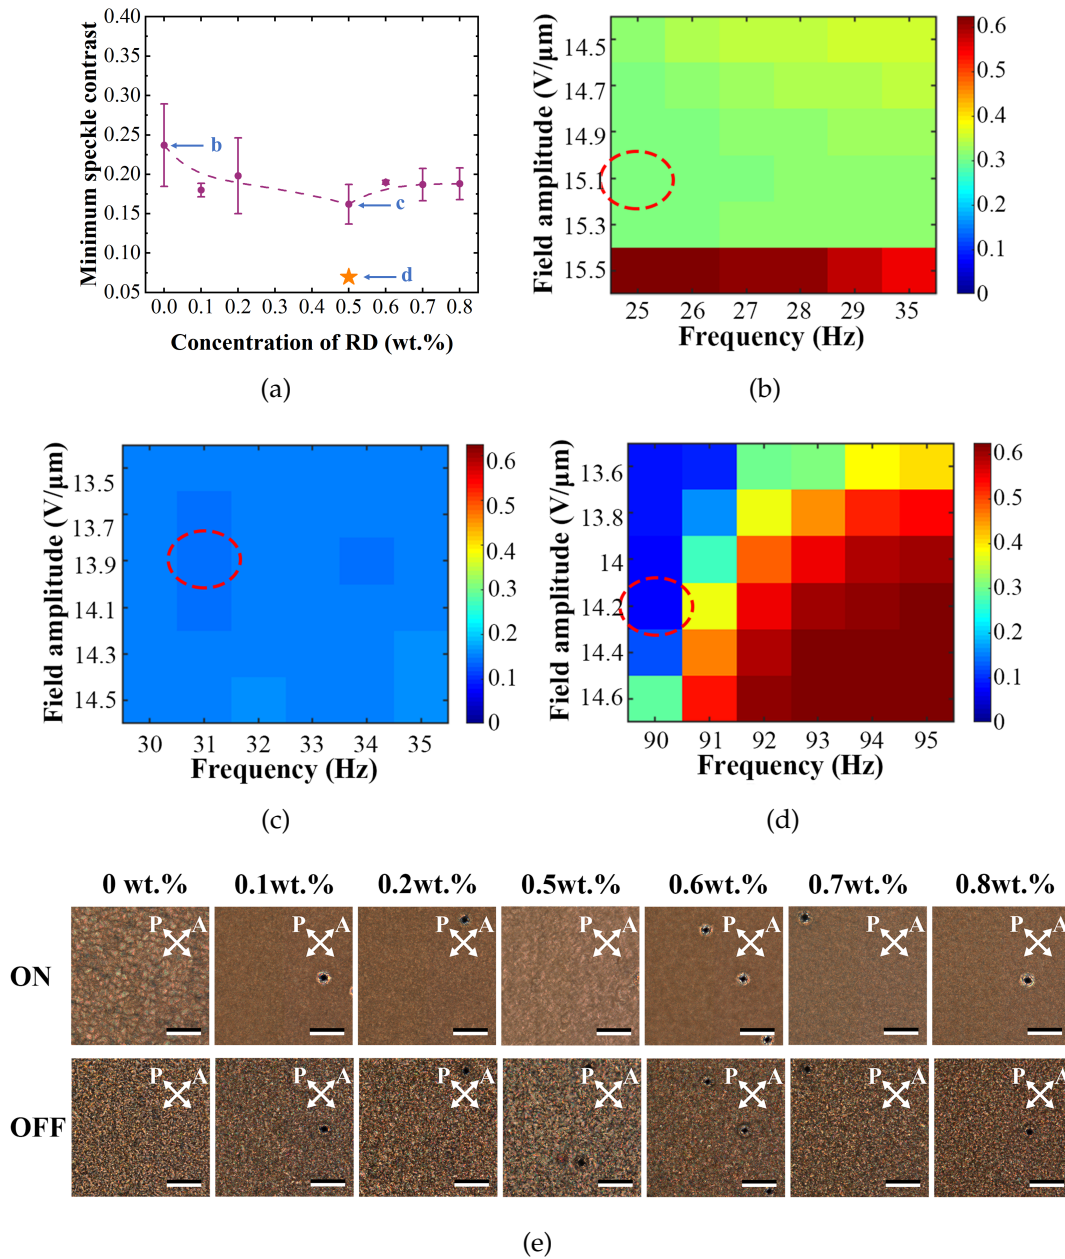 0.40
0.35
0.30
0.25
0.20
0.15
0.10
0.05
0.0 0.1 0.2 0.5 0.6 0.7 0.8
Minimum speckle contrast
Concentration of RD (wt.%)
b
c
d
(a)
Field amplitude (V/μm)
14.5
14.7
14.9
15.1
15.3
15.5
25 26 27 28 29 35
Frequency (Hz)
0.6
0.5
0.4
0.3
0.2
0.1
0
(b)
Field amplitude (V/μm)
13.5
13.7
13.9
14.1
14.3
14.5
30 31 32 33 34 35
Frequency (Hz)
0.6
0.5
0.4
0.3
0.2
0.1
0
(c)
Field amplitude (V/μm)
13.6
13.8
14
14.2
14.4
14.6
90 91 92 93 94 95
Frequency (Hz)
0.6
0.5
0.4
0.3
0.2
0.1
0
(d)
0 wt.% 0.1wt.% 0.2wt.% 0.5wt.% 0.6wt.% 0.7wt.% 0.8wt.%
ON
P A P A P A P A P A P A P A
OFF
P A P A P A P A P A P A P A
(e)